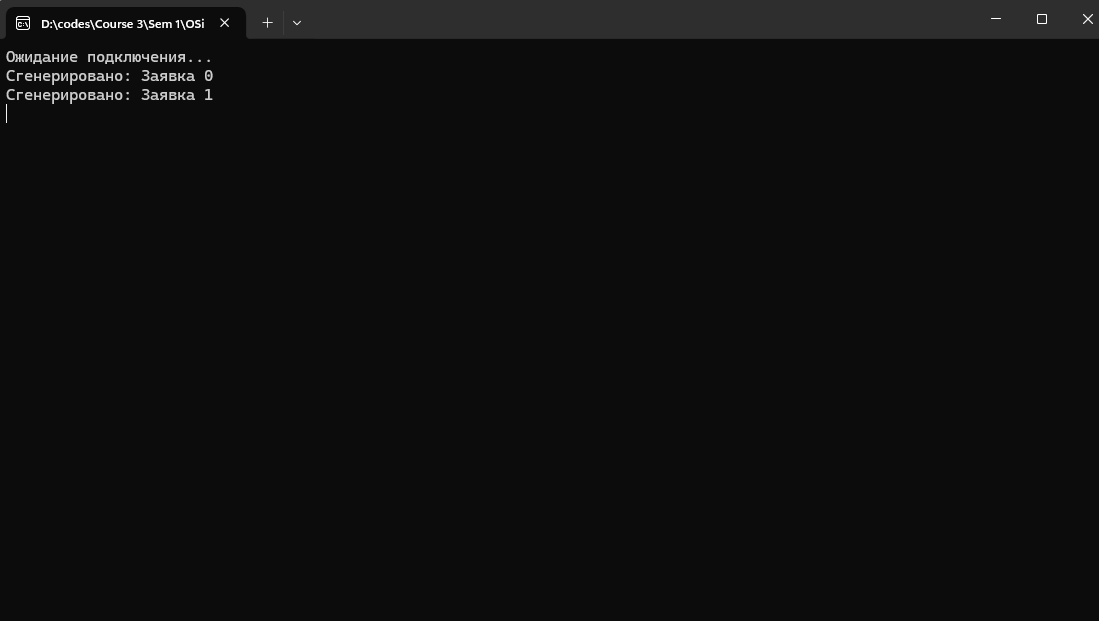 D:\codes\Course 3\Sem 1\OSi
Ожидание подключения...
Сгенерировано: Заявка 0
Сгенерировано: Заявка 1